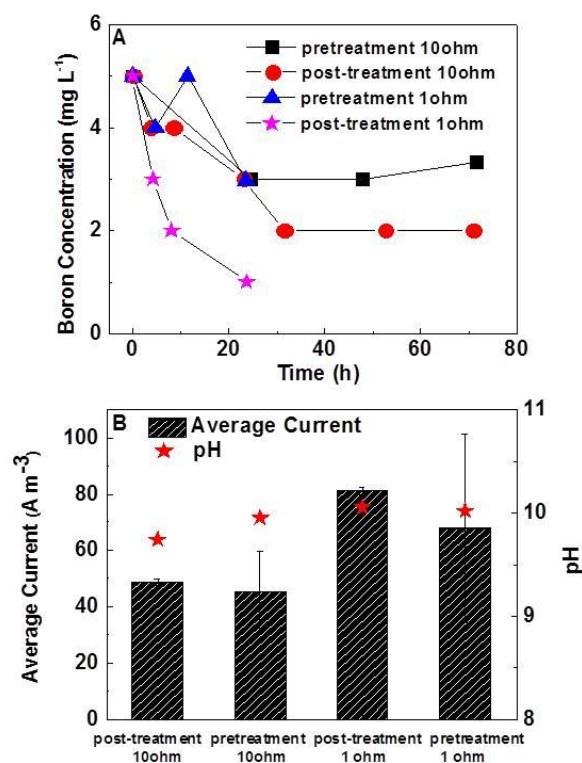 A
pretreatment 10ohm
post-treatment 10ohm
pretreatment 1ohm
post-treatment 1ohm
Boron Concentration (mg L-1)
6
4
2
0
0 20 40 60 80
Time (h)
B
Average Current
pH
Average Current (A m-3)
100
80
60
40
20
0
11
10
9
8
pH
post-treatment pretreatment post-treatment pretreatment
10ohm 10ohm 1 ohm 1 ohm